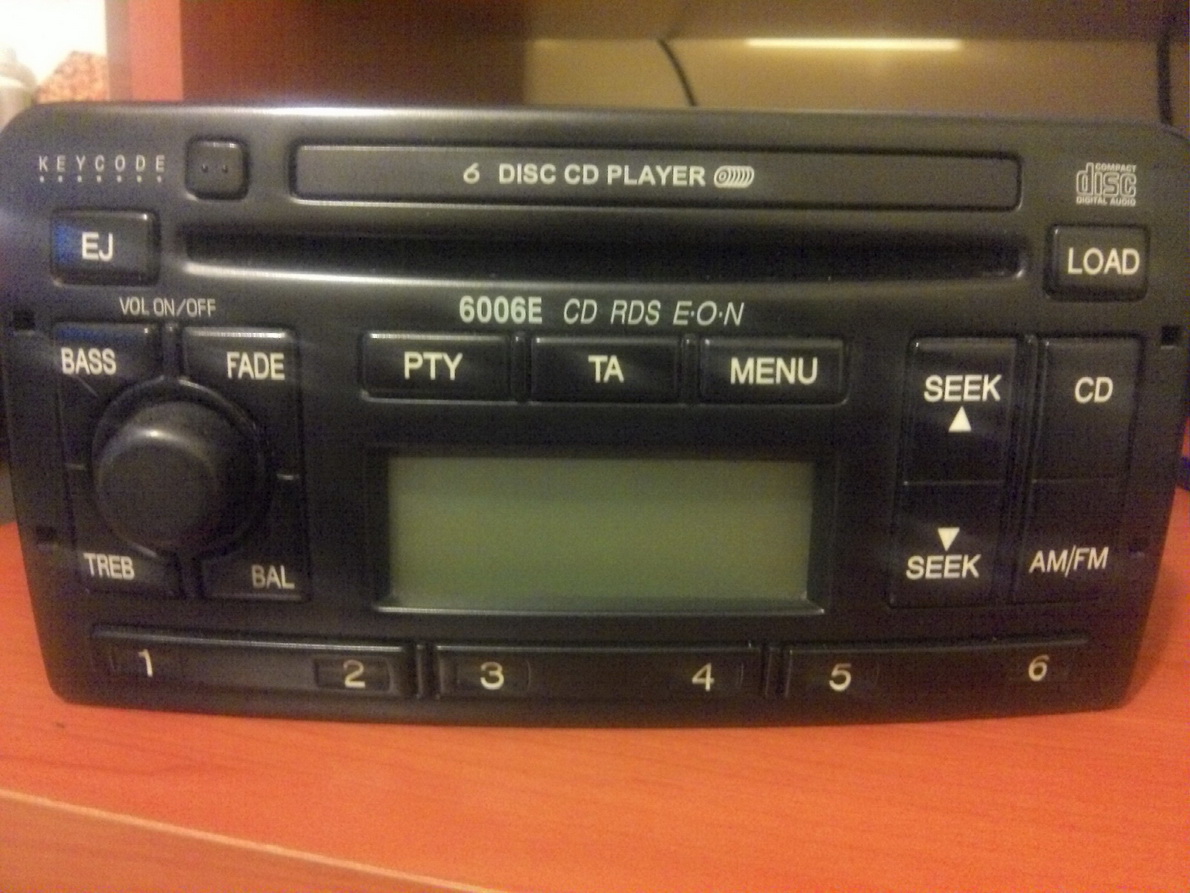 KEYCODE
6 DISC CD PLAYER
COMPACT
disc
DIGITAL AUDIO
EJ
LOAD
VOL ON/OFF
6006E CD RDS E·O·N
BASS
FADE
PTY
TA
MENU
SEEK
▲
CD
TREB
BAL
▼
SEEK
AM/FM
1
2
3
4
5
6